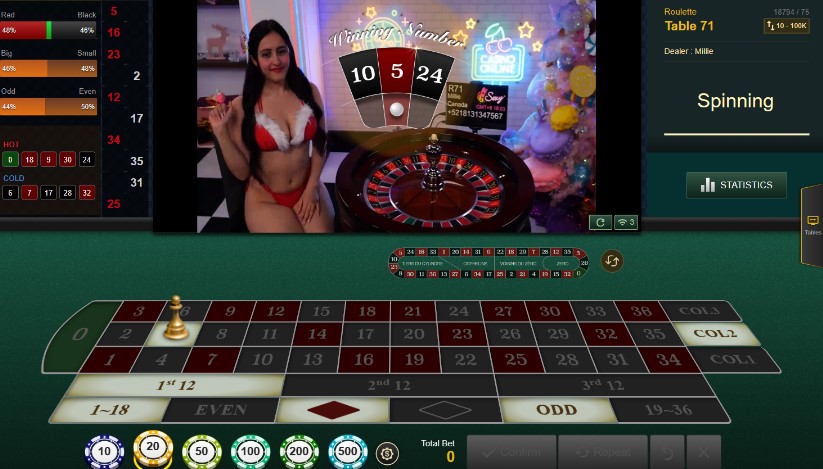 Red Black
48% 46%
Big Small
46% 48%
Odd Even
44% 50%
HOT
0 18 9 30 24
COLD
6 7 17 28 32
5
16
23
2
12
17
34
35
31
25
Winning Number
10 5 24
CASINO
ONLINE
R71
Millie
Canada
+5218131347567
Sexy
3
Roulette 18794 / 75
Table 71 10 - 100K
Dealer : Millie
Spinning
STATISTICS
Tables
0
3 6 9 12 15 18 21 24 27 30 33 36 COL3
2 8 11 14 17 20 23 26 29 32 35 COL2
1 4 7 10 13 16 19 22 25 28 31 34 COL1
1st 12 2nd 12 3rd 12
1~18 EVEN ODD 19~36
10 20 50 100 200 500
Total Bet
0
Confirm Repeat